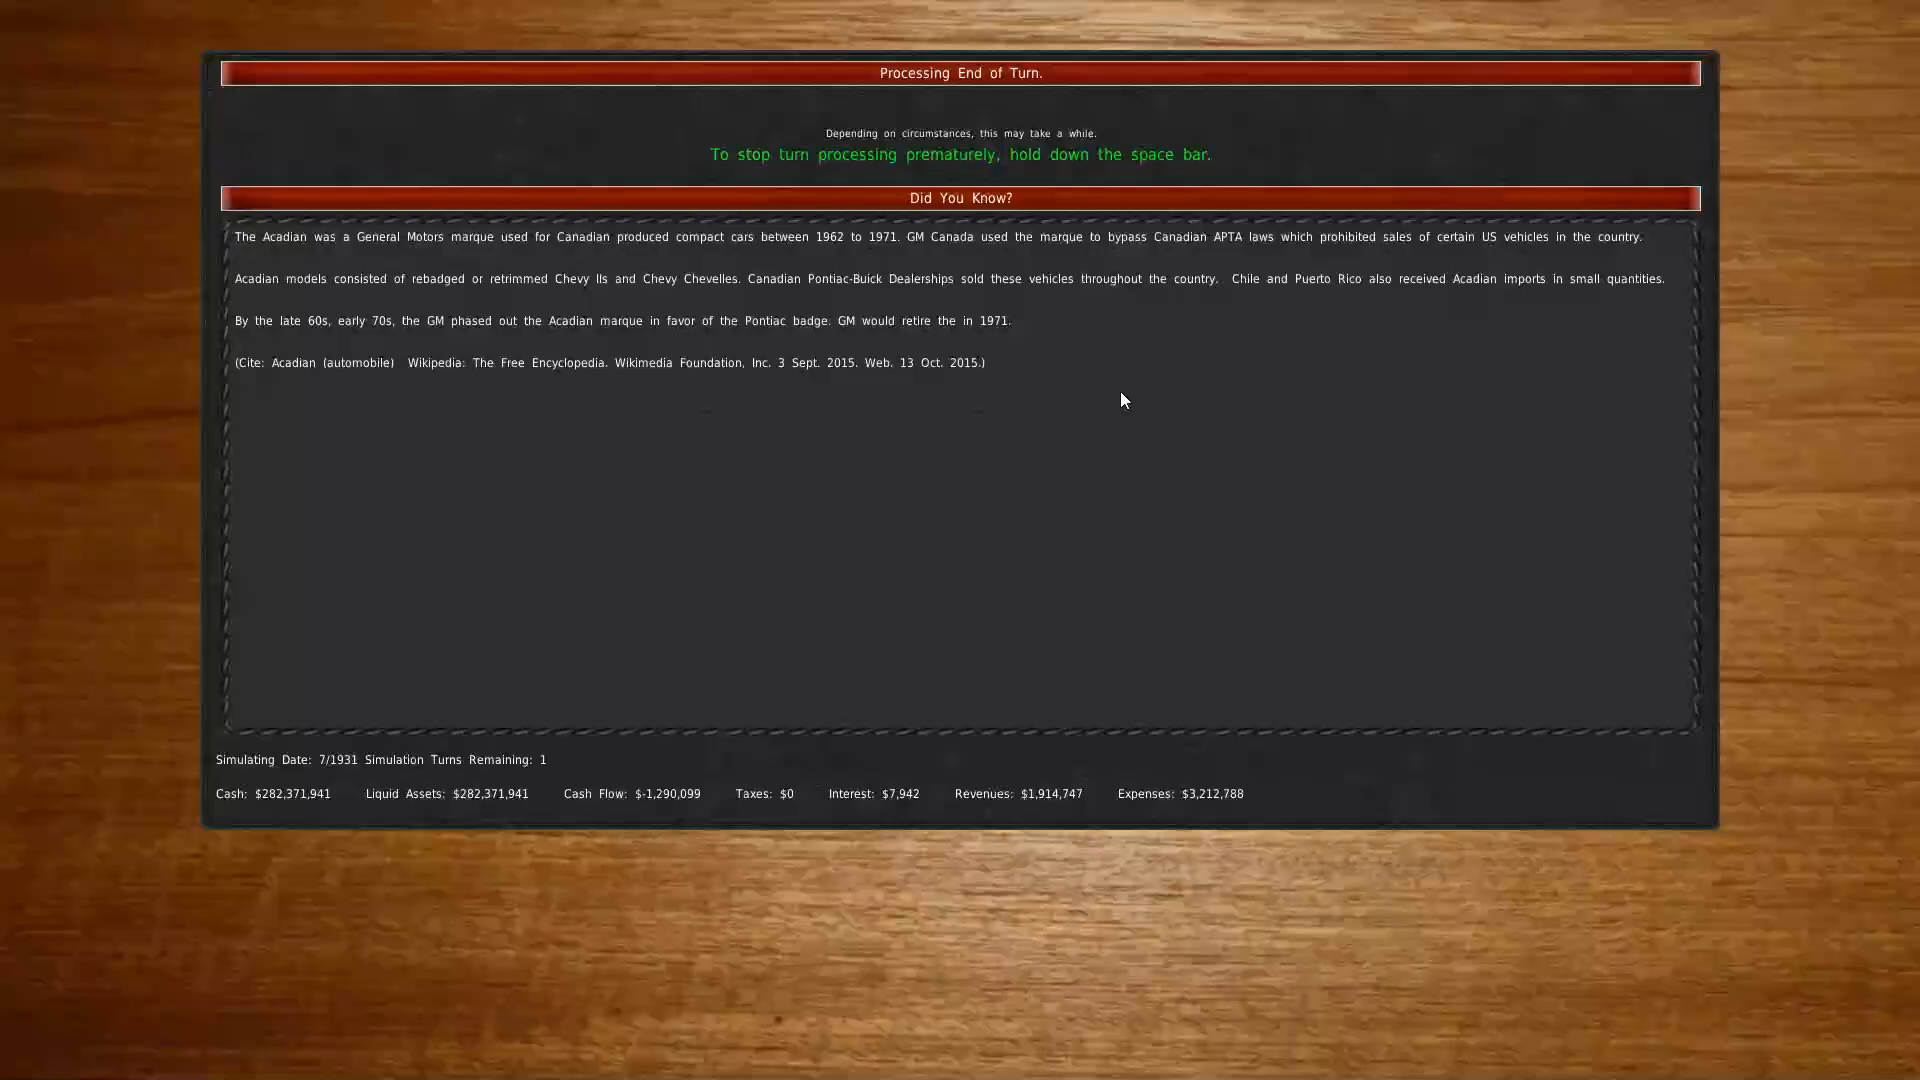 Processing End of Turn.
Depending on circumstances, this may take a while.
To stop turn processing prematurely, hold down the space bar.
Did You Know?
The Acadian was a General Motors marque used for Canadian produced compact cars between 1962 to 1971. GM Canada used the marque to bypass Canadian APTA laws which prohibited sales of certain US vehicles in the country.
Acadian models consisted of rebadged or retrimmed Chevy IIs and Chevy Chevelles. Canadian Pontiac-Buick Dealerships sold these vehicles throughout the country. Chile and Puerto Rico also received Acadian imports in small quantities.
By the late 60s, early 70s, the GM phased out the Acadian marque in favor of the Pontiac badge. GM would retire the in 1971.
(Cite: Acadian (automobile) Wikipedia: The Free Encyclopedia. Wikimedia Foundation, Inc. 3 Sept. 2015. Web. 13 Oct. 2015.)
Simulating Date: 7/1931 Simulation Turns Remaining: 1
Cash: $282,371,941 Liquid Assets: $282,371,941 Cash Flow: $-1,290,099 Taxes: $0 Interest: $7,942 Revenues: $1,914,747 Expenses: $3,212,788